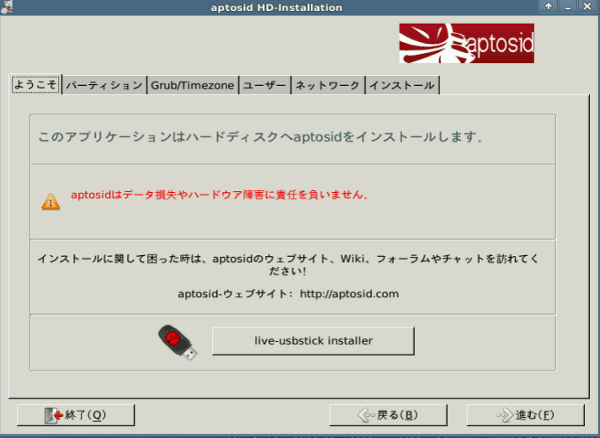 aptosid HD-Installation
aptosid
ようこそ パーティション Grub/Timezone ユーザー ネットワーク インストール
このアプリケーションはハードディスクへaptosidをインストールします.
aptosidはデータ損失やハードウア障害に責任を負いません.
インストールに関して困った時は、aptosidのウェブサイト、Wiki、フォーラムやチャットを訪れてく
ださい!
aptosid-ウェブサイト: http://aptosid.com
live-usbstick installer
終了(Q) 戻る(B) 進む(F)